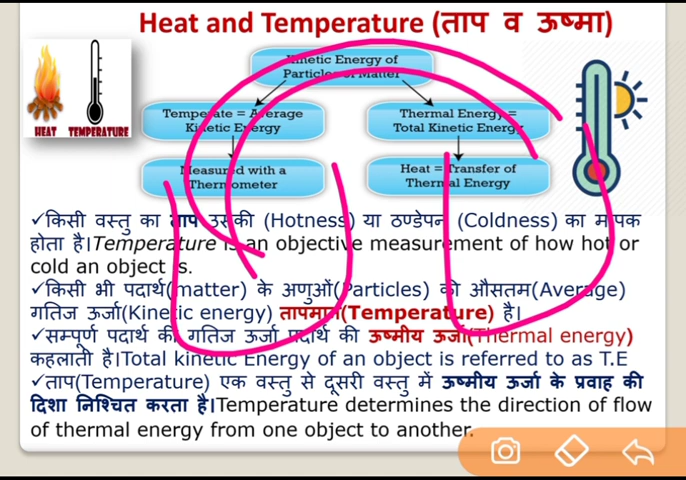 Heat and Temperature (ताप व ऊष्मा)
HEAT TEMPERATURE
Kinetic Energy of
Particles of Matter
Temperate = Average
Kinetic Energy
Thermal Energy =
Total Kinetic Energy
Measured with a
Thermometer
Heat = Transfer of
Thermal Energy
✓किसी वस्तु का ताप उसकी (Hotness) या ठण्डेपन (Coldness) का मापक
होता है।Temperature is an objective measurement of how hot or
cold an object is.
✓किसी भी पदार्थ(matter) के अणुओं(Particles) की औसतम(Average)
गतिज ऊर्जा(Kinetic energy) तापमान(Temperature) है।
✓सम्पूर्ण पदार्थ की गतिज ऊर्जा पदार्थ की ऊष्मीय ऊर्जा(Thermal energy)
कहलाती है।Total kinetic Energy of an object is referred to as T.E
✓ताप(Temperature) एक वस्तु से दूसरी वस्तु में ऊष्मीय ऊर्जा के प्रवाह की
दिशा निश्चित करता है।Temperature determines the direction of flow
of thermal energy from one object to another.